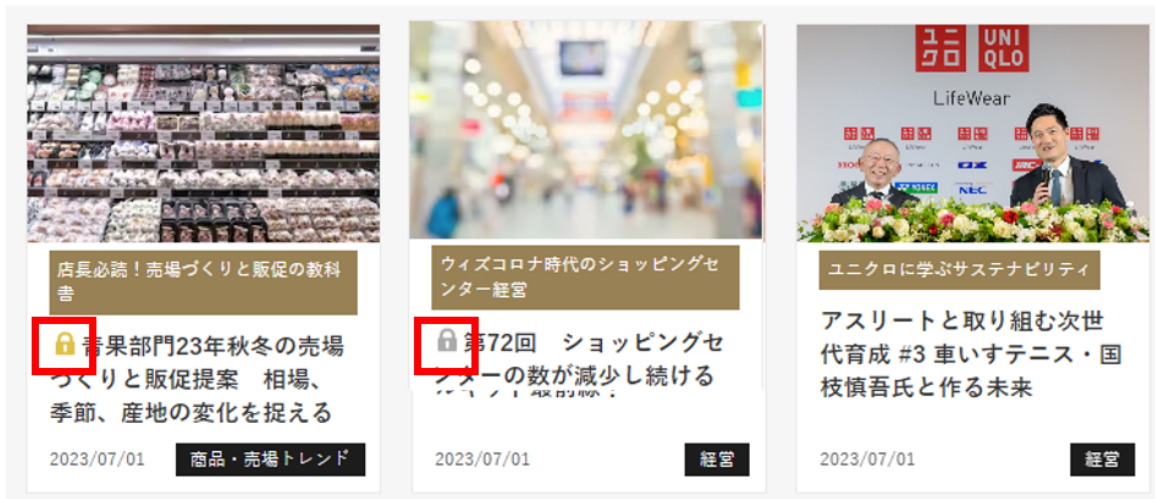 店長必読！売場づくりと販促の教科
書
青果部門23年秋冬の売場
づくりと販促提案　相場、
季節、産地の変化を捉える
2023/07/01
商品・売場トレンド
ウィズコロナ時代のショッピングセ
ンター経営
第72回　ショッピングセ
ンターの数が減少し続ける
2023/07/01
経営
ユニクロ
UNI
QLO
LifeWear
NEC
ユニクロに学ぶサステナビリティ
アスリートと取り組む次世
代育成 #3 車いすテニス・国
枝慎吾氏と作る未来
2023/07/01
経営